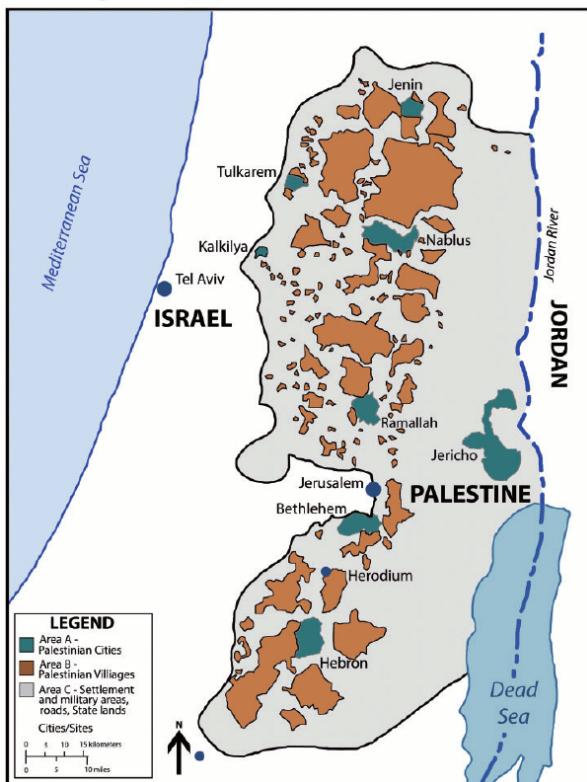 Jenin
Tulkarem
Mediterranean Sea
Nablus
Kalkilya
Jordan River
Tel Aviv
ISRAEL
JORDAN
Ramallah
Jericho
Jerusalem
PALESTINE
Bethlehem
Herodium
LEGEND
Area A -
Palestinian Cities
Area B -
Palestinian Villiages
Area C - Settlement
and military areas,
roads, State lands
Cities/Sites
0 5 10 15 kilometers
0 5 10 miles
N
Hebron
Dead
Sea